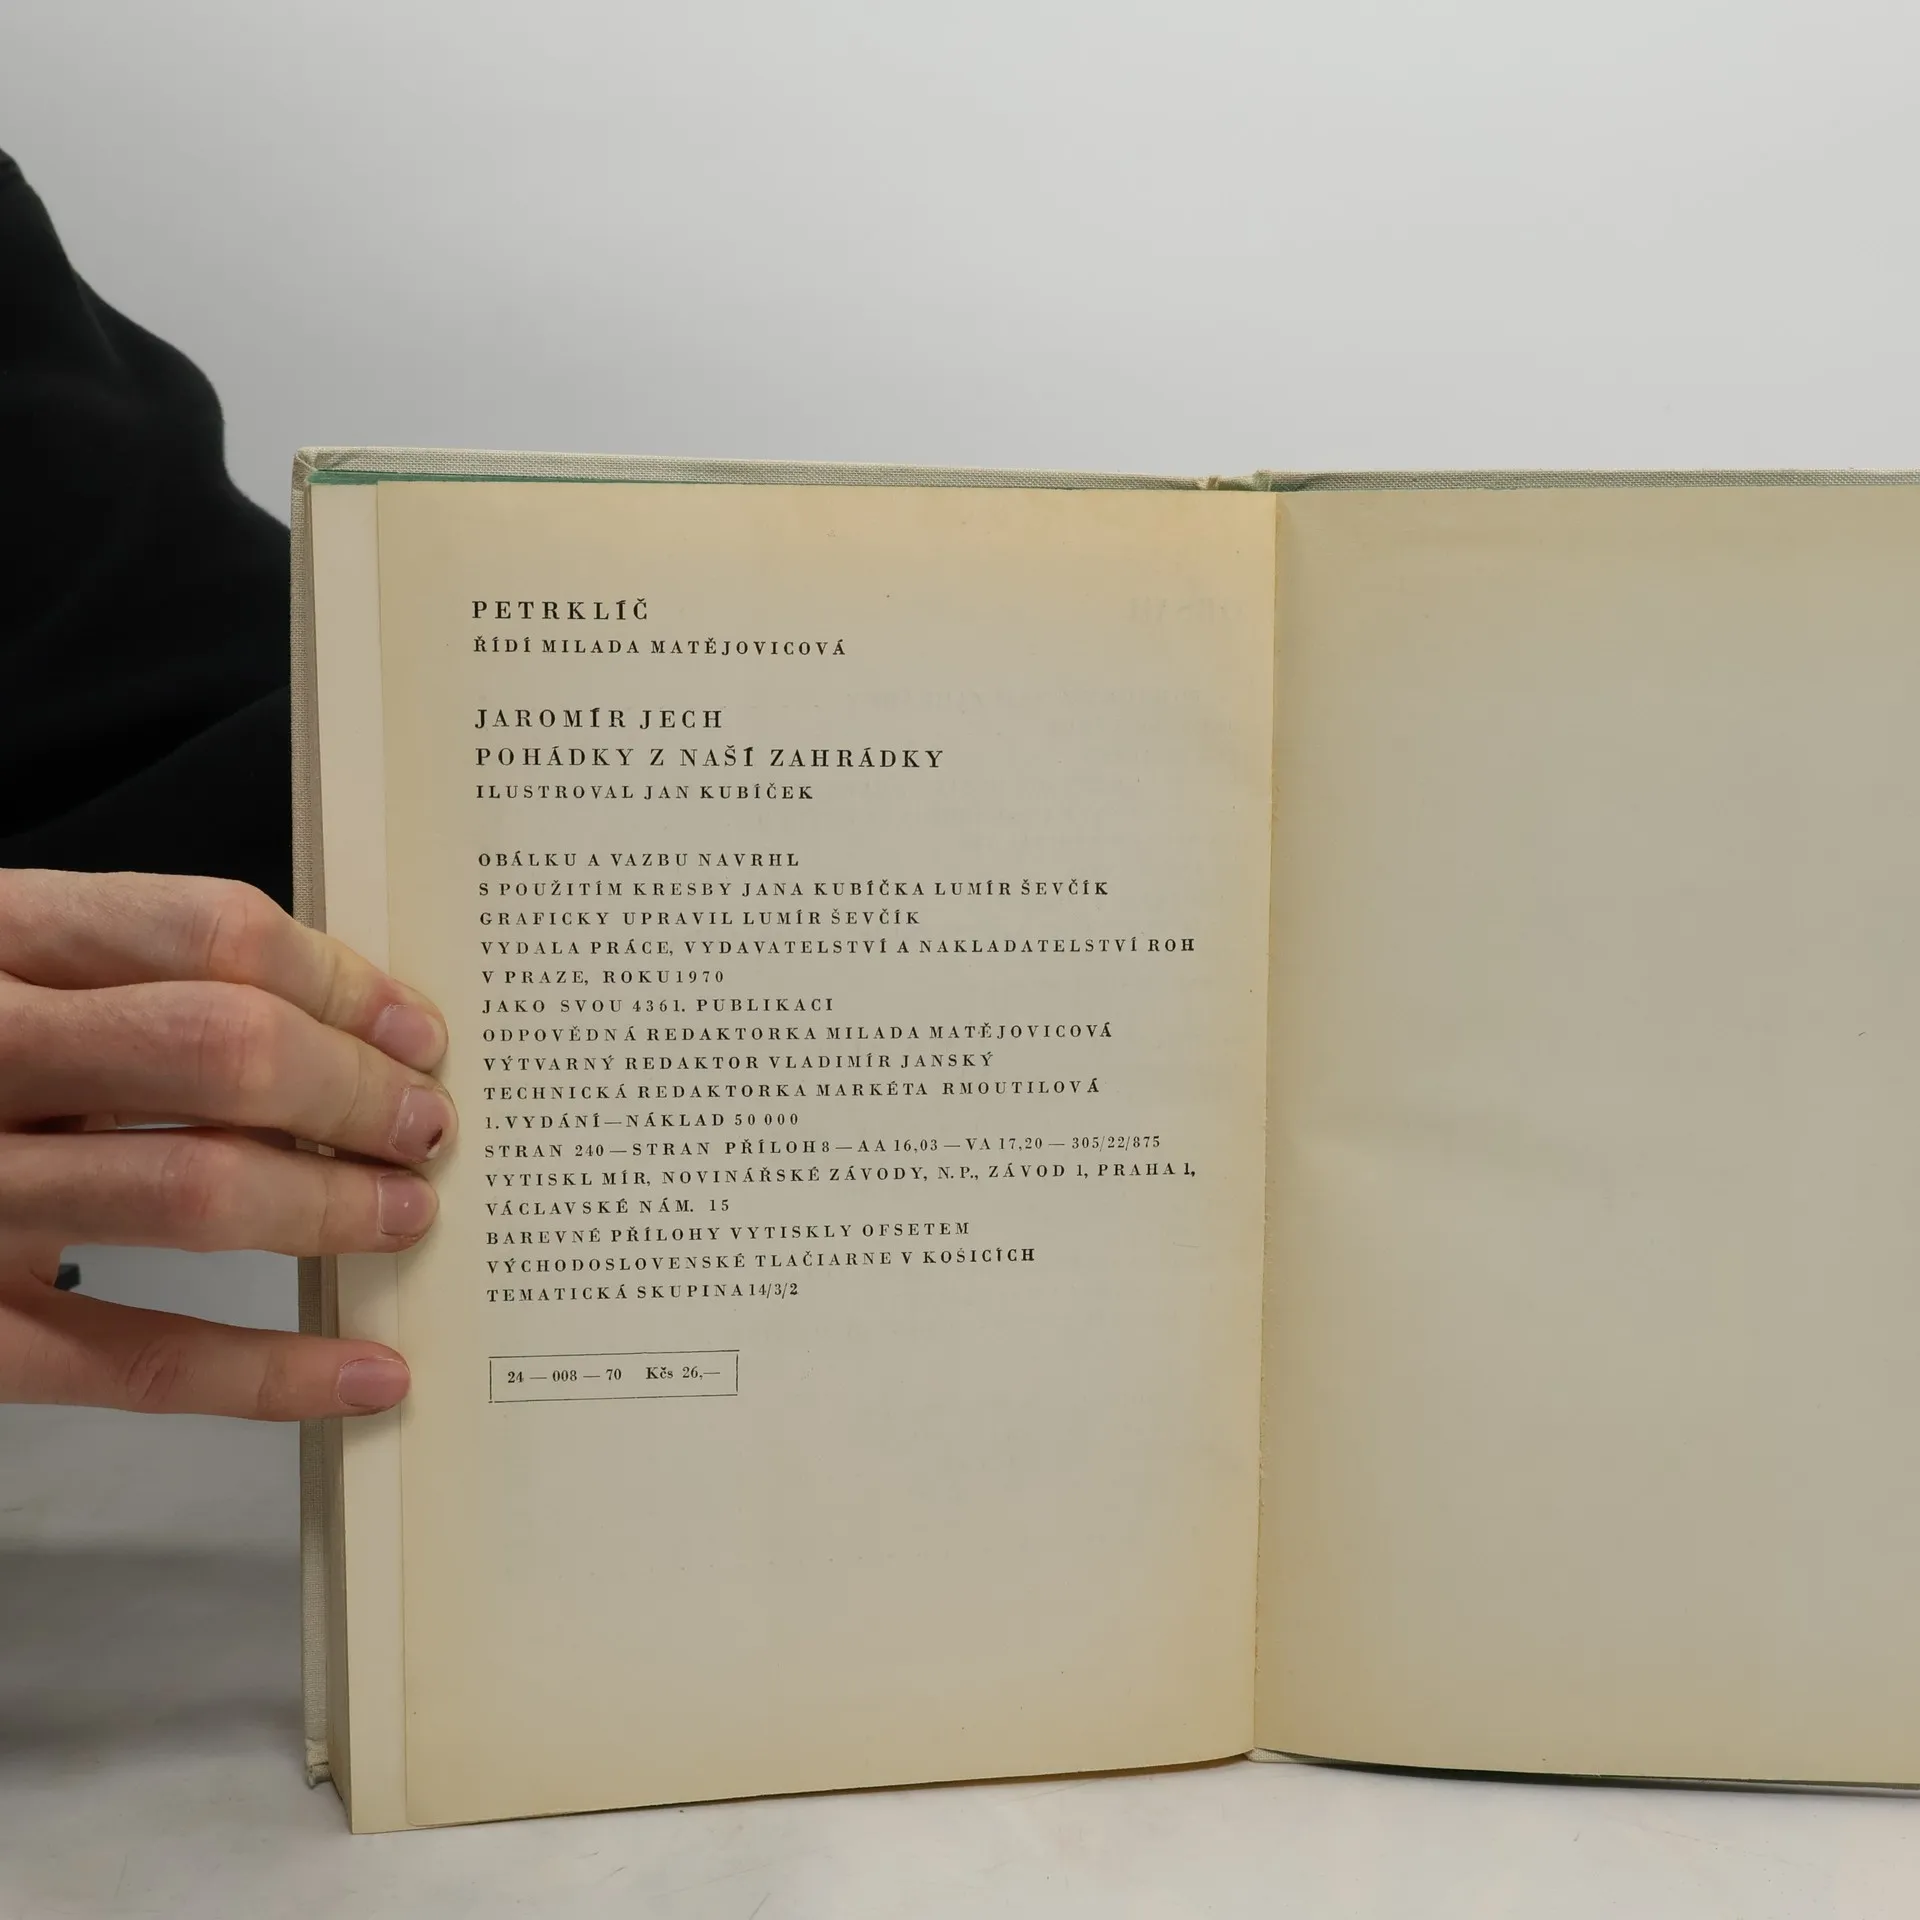 PETRKLÍČ
ŘÍDÍ MILADA MATĚJOVICOVÁ
JAROMÍR JECH
POHÁDKY Z NAŠÍ ZAHRÁDKY
ILUSTROVAL JAN KUBÍČEK
OBÁLKU A VAZBU NAVRHL
S POUŽITÍM KRESBY JANA KUBÍČKA LUMÍR ŠEVČÍK
GRAFICKY UPRAVIL LUMÍR ŠEVČÍK
VYDALA PRÁCE, VYDAVATELSTVÍ A NAKLADATELSTVÍ ROH
V PRAZE, ROKU 1970
JAKO SVOU 4361. PUBLIKACI
ODPOVĚDNÁ REDAKTORKA MILADA MATĚJOVICOVÁ
VÝTVARNÝ REDAKTOR VLADIMÍR JANSKÝ
TECHNICKÁ REDAKTORKA MARKÉTA RMOUTILOVÁ
1. VYDÁNÍ — NÁKLAD 50 000
STRAN 240 — STRAN PŘÍLOH 8 — AA 16,03 — VA 17,20 — 305/22/875
VYTISKL MÍR, NOVINÁŘSKÉ ZÁVODY, N. P., ZÁVOD 1, PRAHA 1,
VÁCLAVSKÉ NÁM. 15
BAREVNÉ PŘÍLOHY VYTISKLY OFSETEM
VÝCHODOSLOVENSKÉ TLAČIARNE V KOŠICÍCH
TEMATICKÁ SKUPINA 14/3/2
24 — 008 — 70 Kčs 26,—